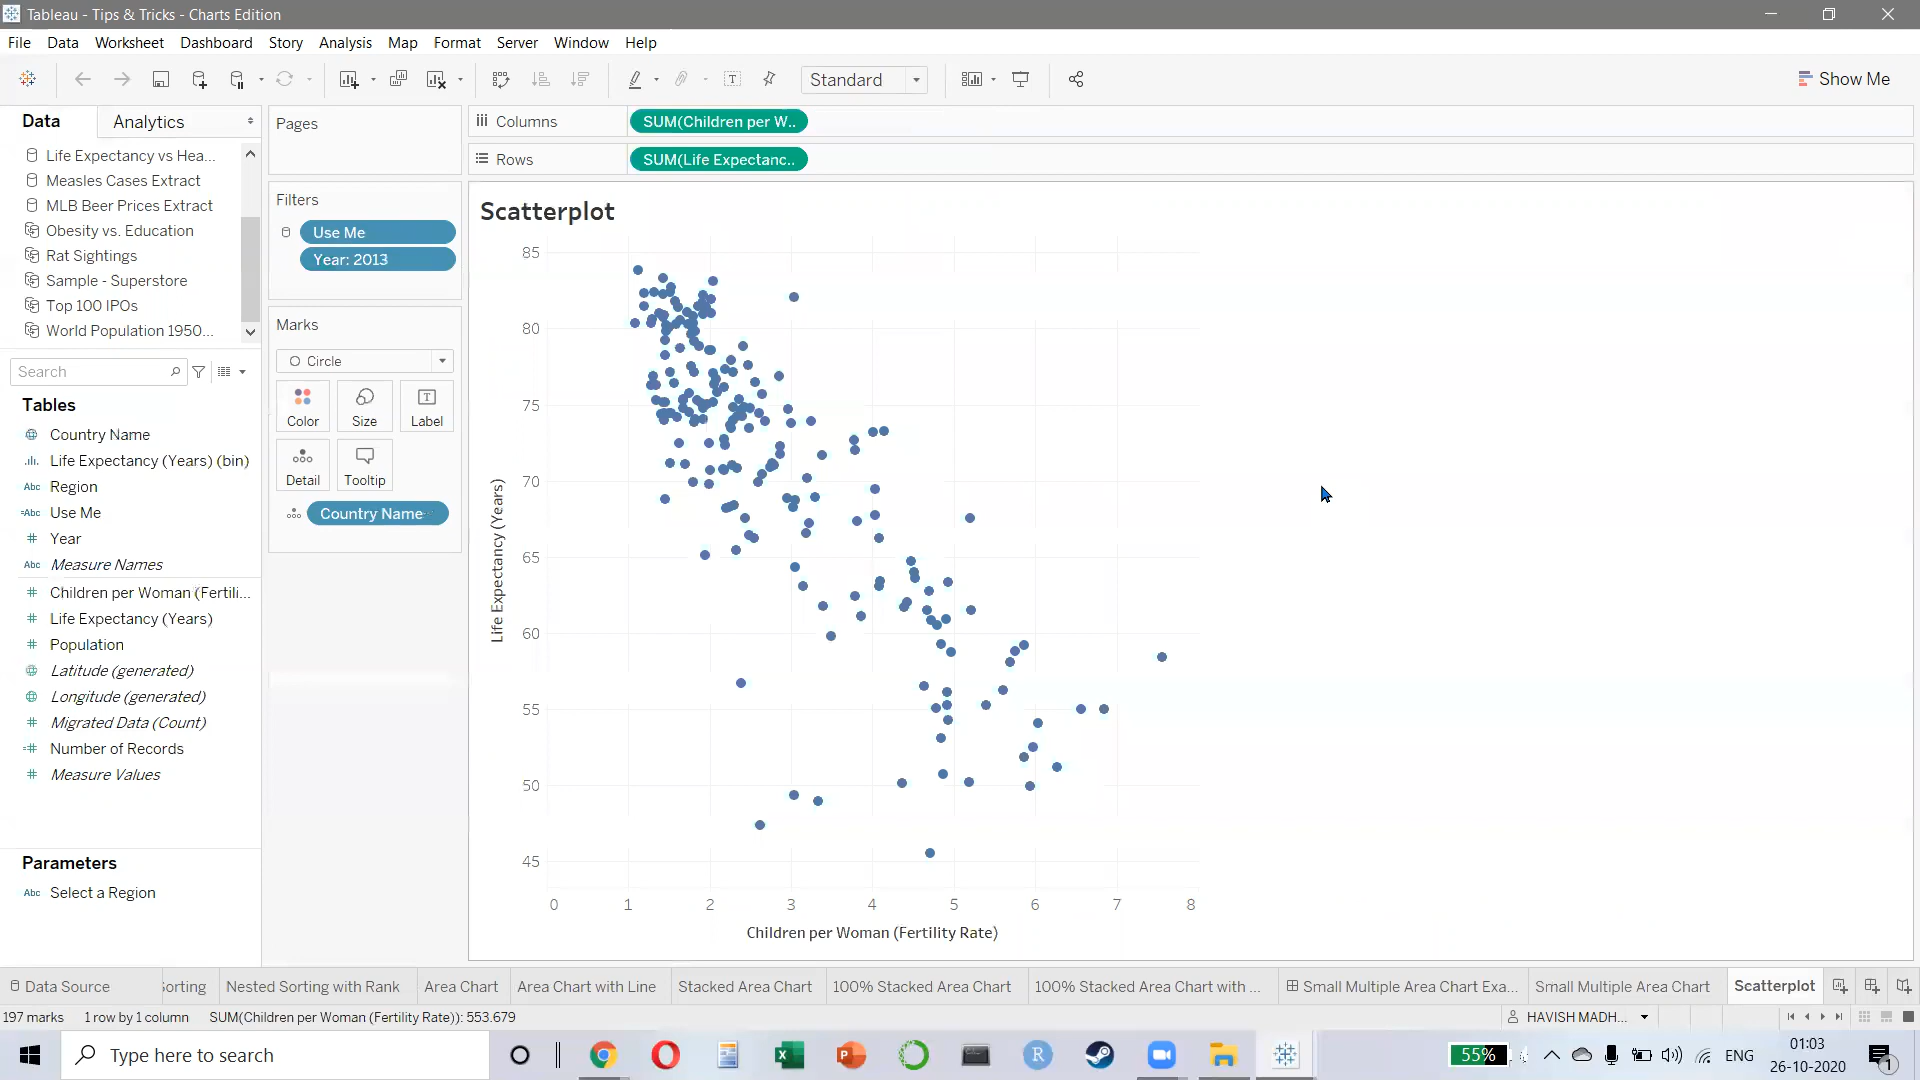 Tableau - Tips & Tricks - Charts Edition
File Data Worksheet Dashboard Story Analysis Map Format Server Window Help
Standard
Show Me
Data
Analytics
Life Expectancy vs Hea...
Measles Cases Extract
MLB Beer Prices Extract
Obesity vs. Education
Rat Sightings
Sample - Superstore
Top 100 IPOs
World Population 1950...
Search
Tables
Country Name
Life Expectancy (Years) (bin)
Abc Region
=Abc Use Me
# Year
Abc Measure Names
# Children per Woman (Fertili...
# Life Expectancy (Years)
# Population
Latitude (generated)
Longitude (generated)
# Migrated Data (Count)
=# Number of Records
# Measure Values
Parameters
Abc Select a Region
Pages
Filters
Use Me
Year: 2013
Marks
Circle
Color Size Label
Detail Tooltip
Country Name
Columns SUM(Children per W..
Rows SUM(Life Expectanc..
Scatterplot
85
80
75
70
65
60
55
50
45
Life Expectancy (Years)
0 1 2 3 4 5 6 7 8
Children per Woman (Fertility Rate)
Data Source orting Nested Sorting with Rank Area Chart Area Chart with Line Stacked Area Chart 100% Stacked Area Chart 100% Stacked Area Chart with ... Small Multiple Area Chart Exa... Small Multiple Area Chart Scatterplot
197 marks 1 row by 1 column SUM(Children per Woman (Fertility Rate)): 553.679 HAVISH MADH...
Type here to search
55%
ENG
01:03
26-10-2020
1